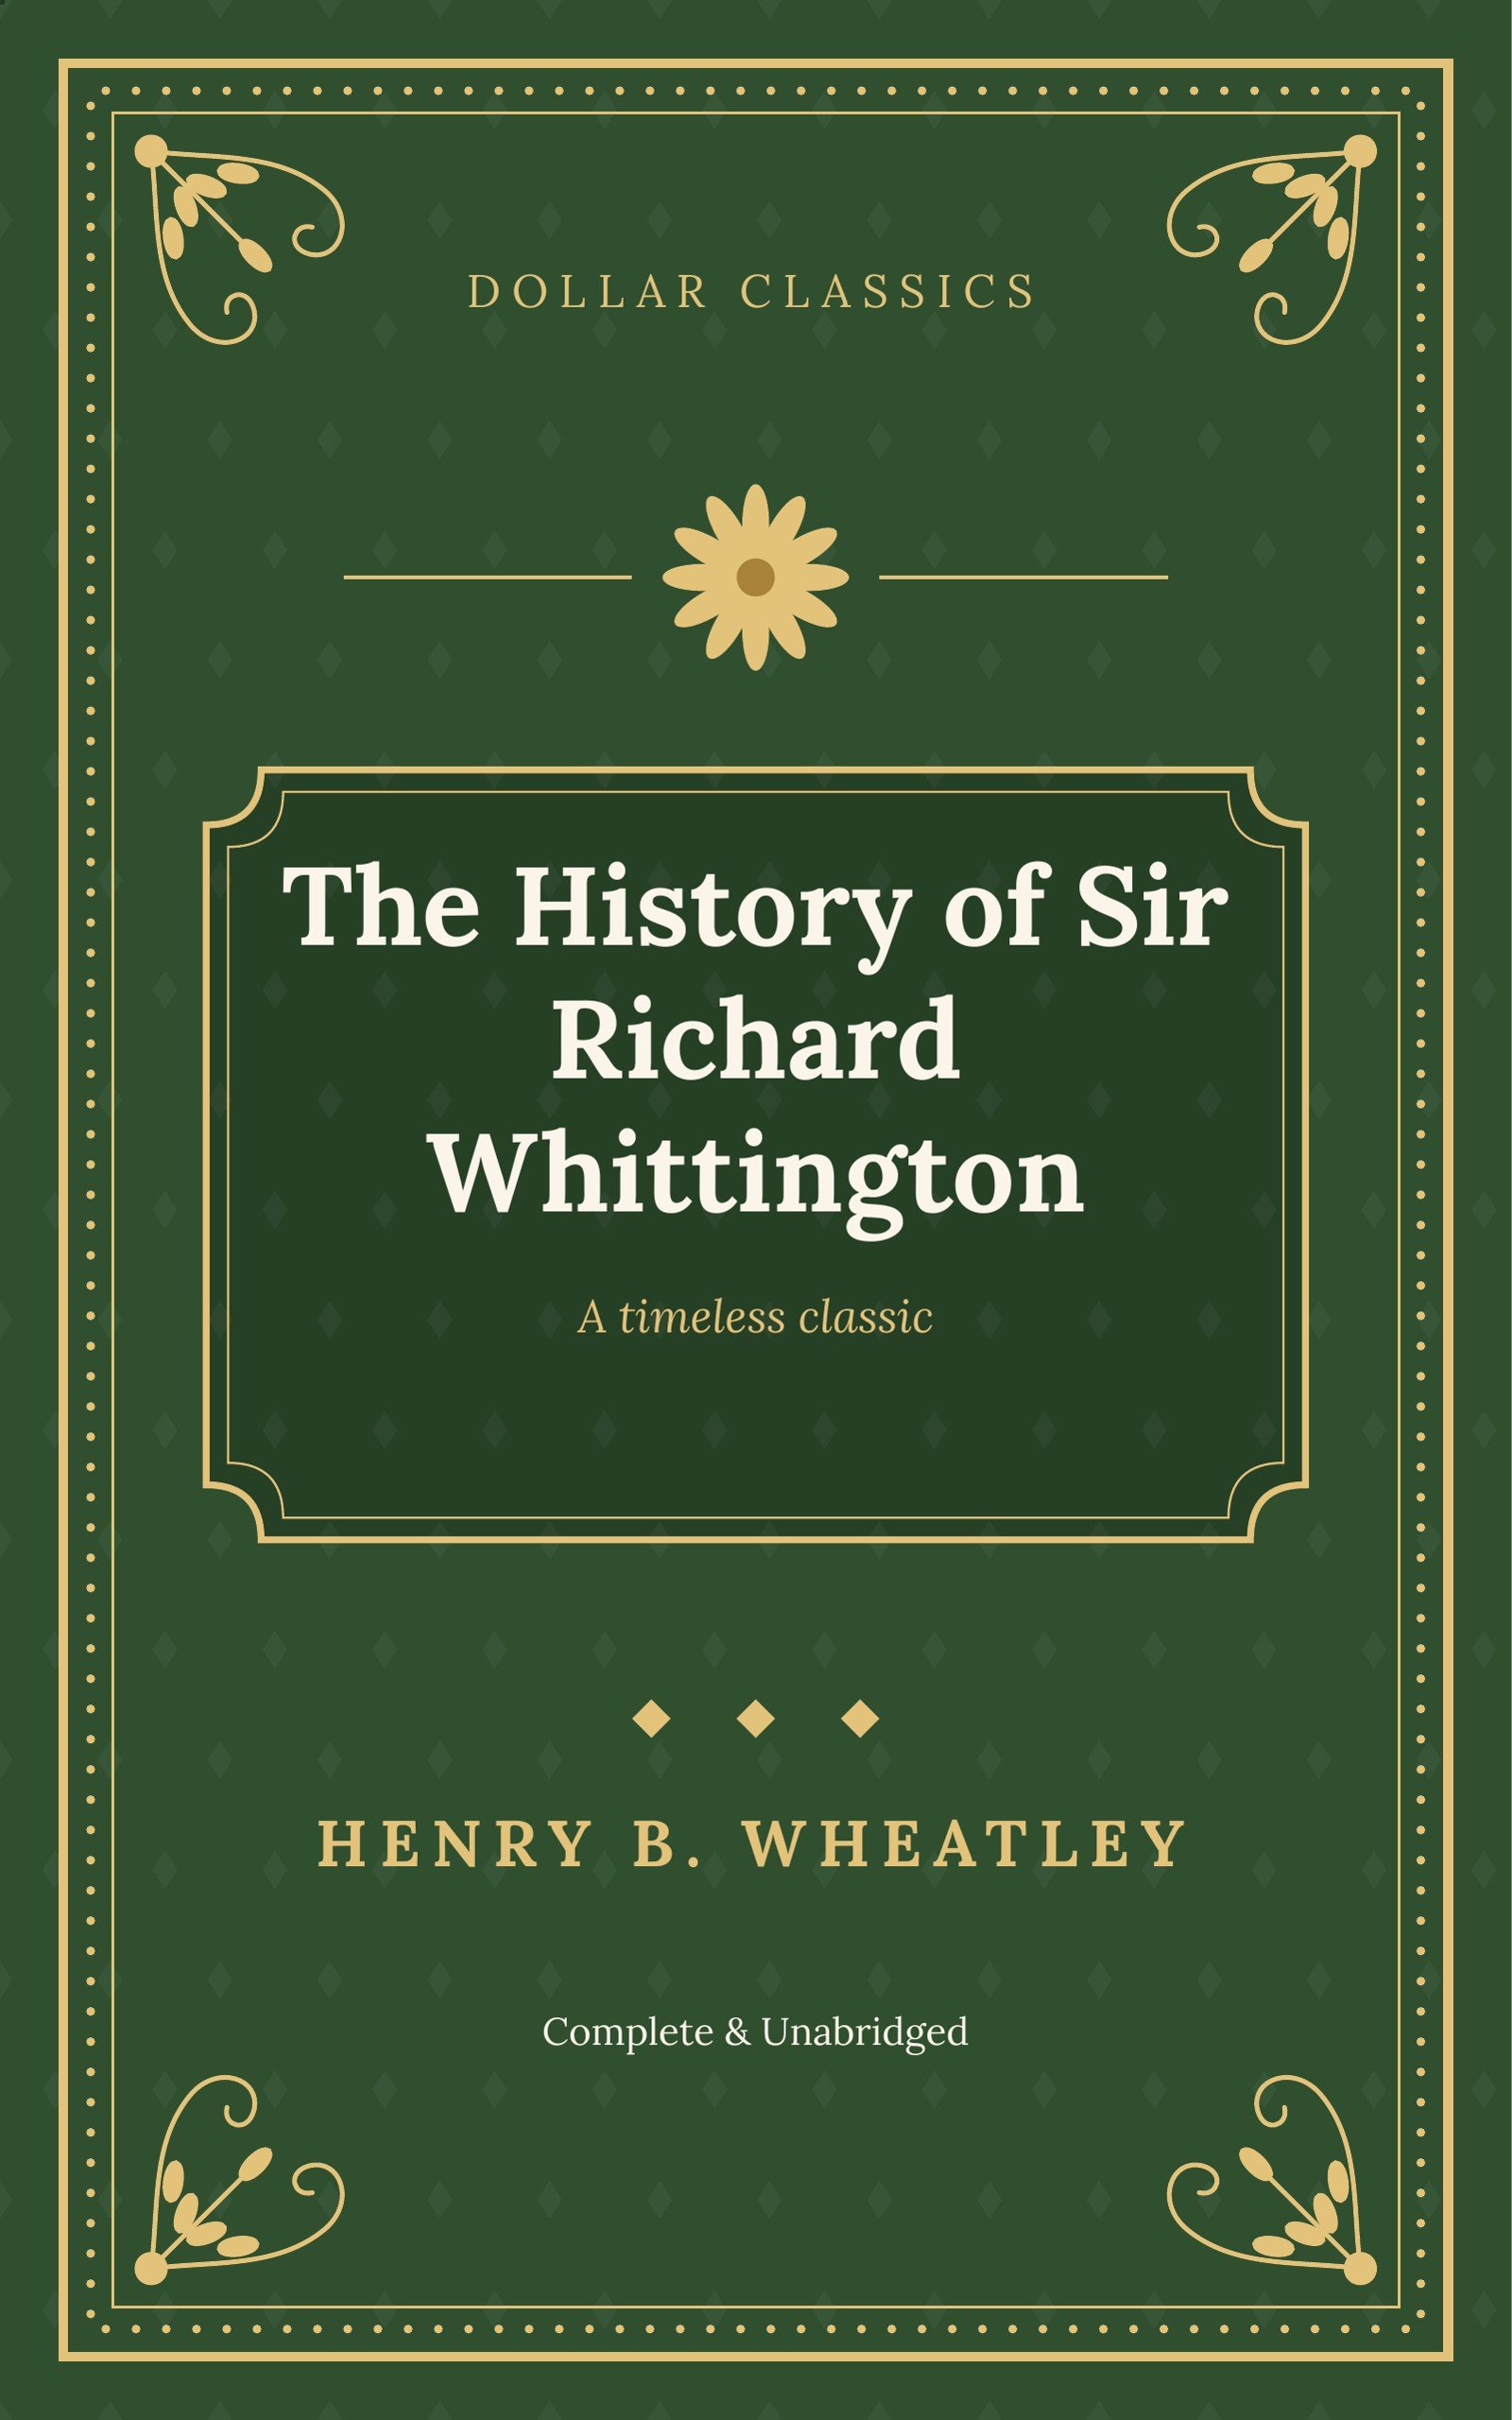 DOLLAR CLASSICS
The History of Sir
Richard
Whittington
A timeless classic
HENRY B. WHEATLEY
Complete & Unabridged